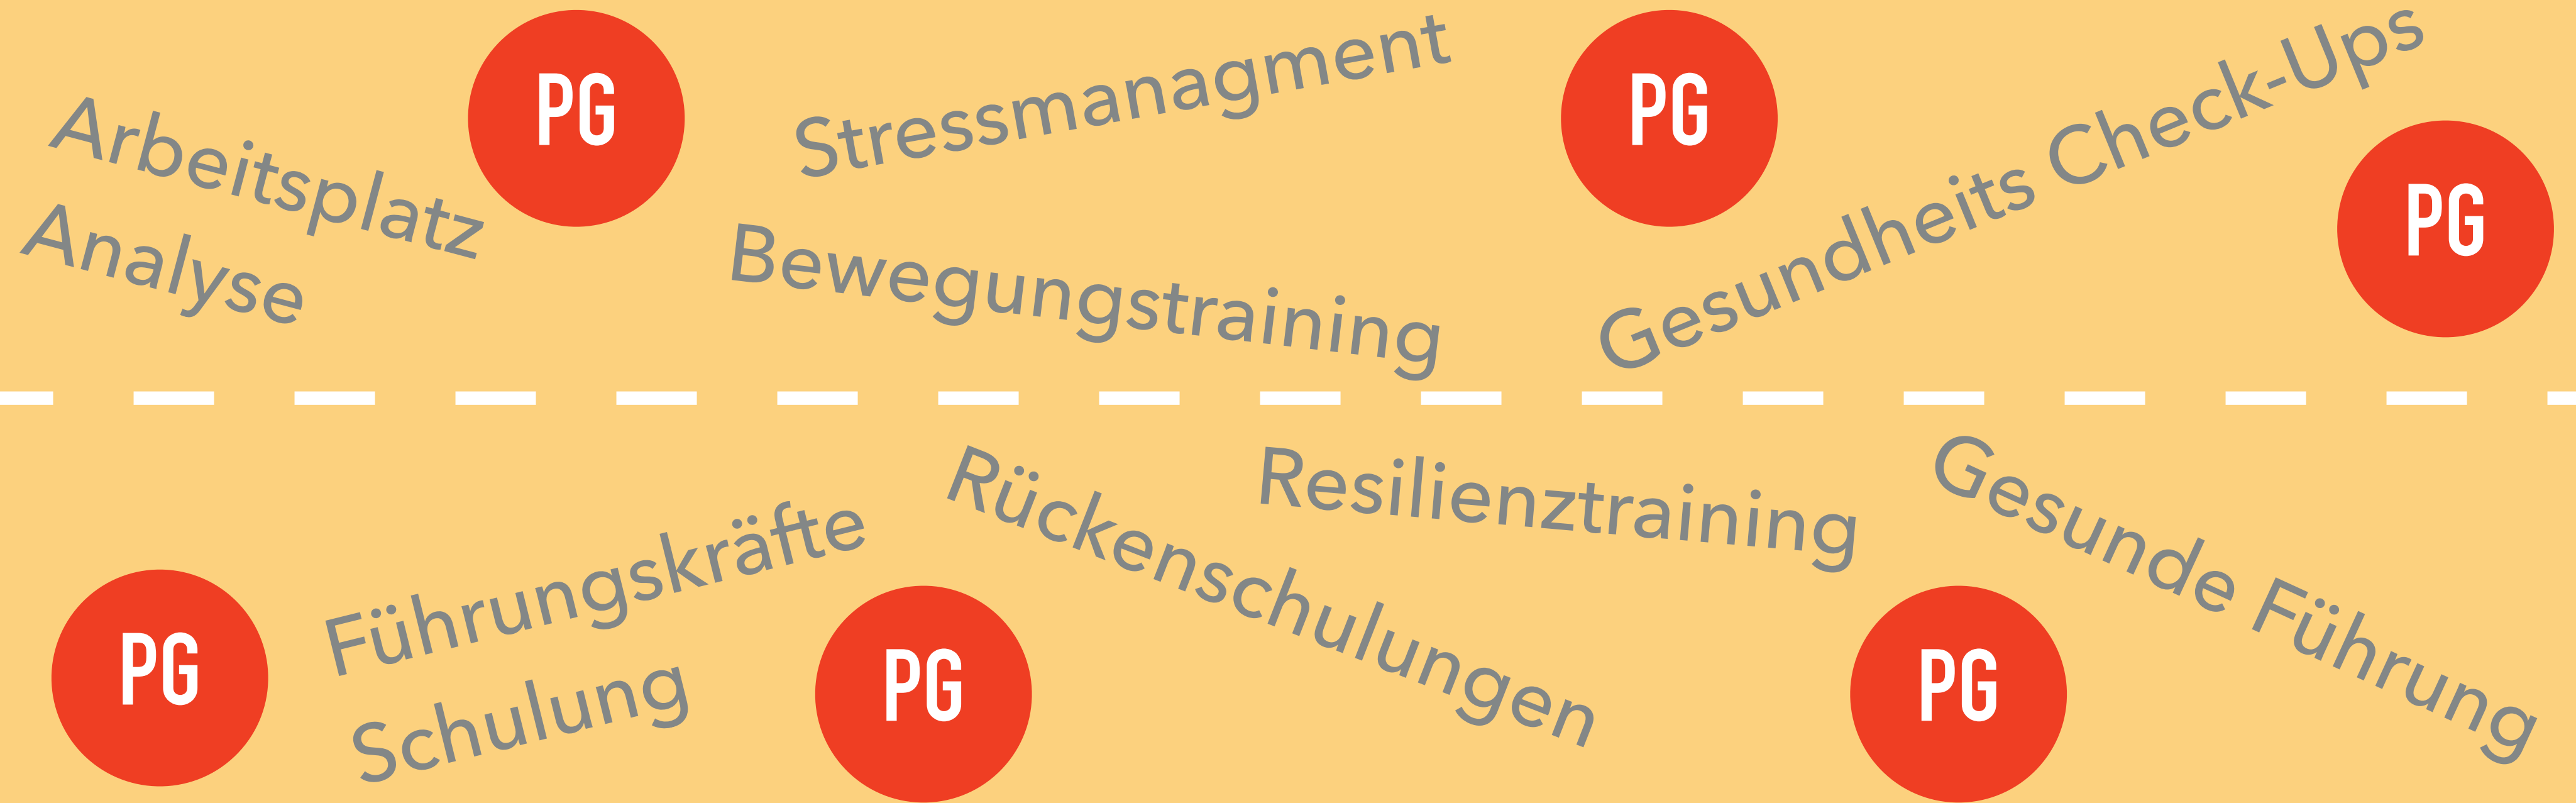 Arbeitsplatz
Analyse
PG
Stressmanagment
Bewegungstraining
PG
Gesundheits Check-Ups
PG
PG
Führungskräfte
Schulung
PG
Rückenschulungen
Resilienztraining
PG
Gesunde Führung